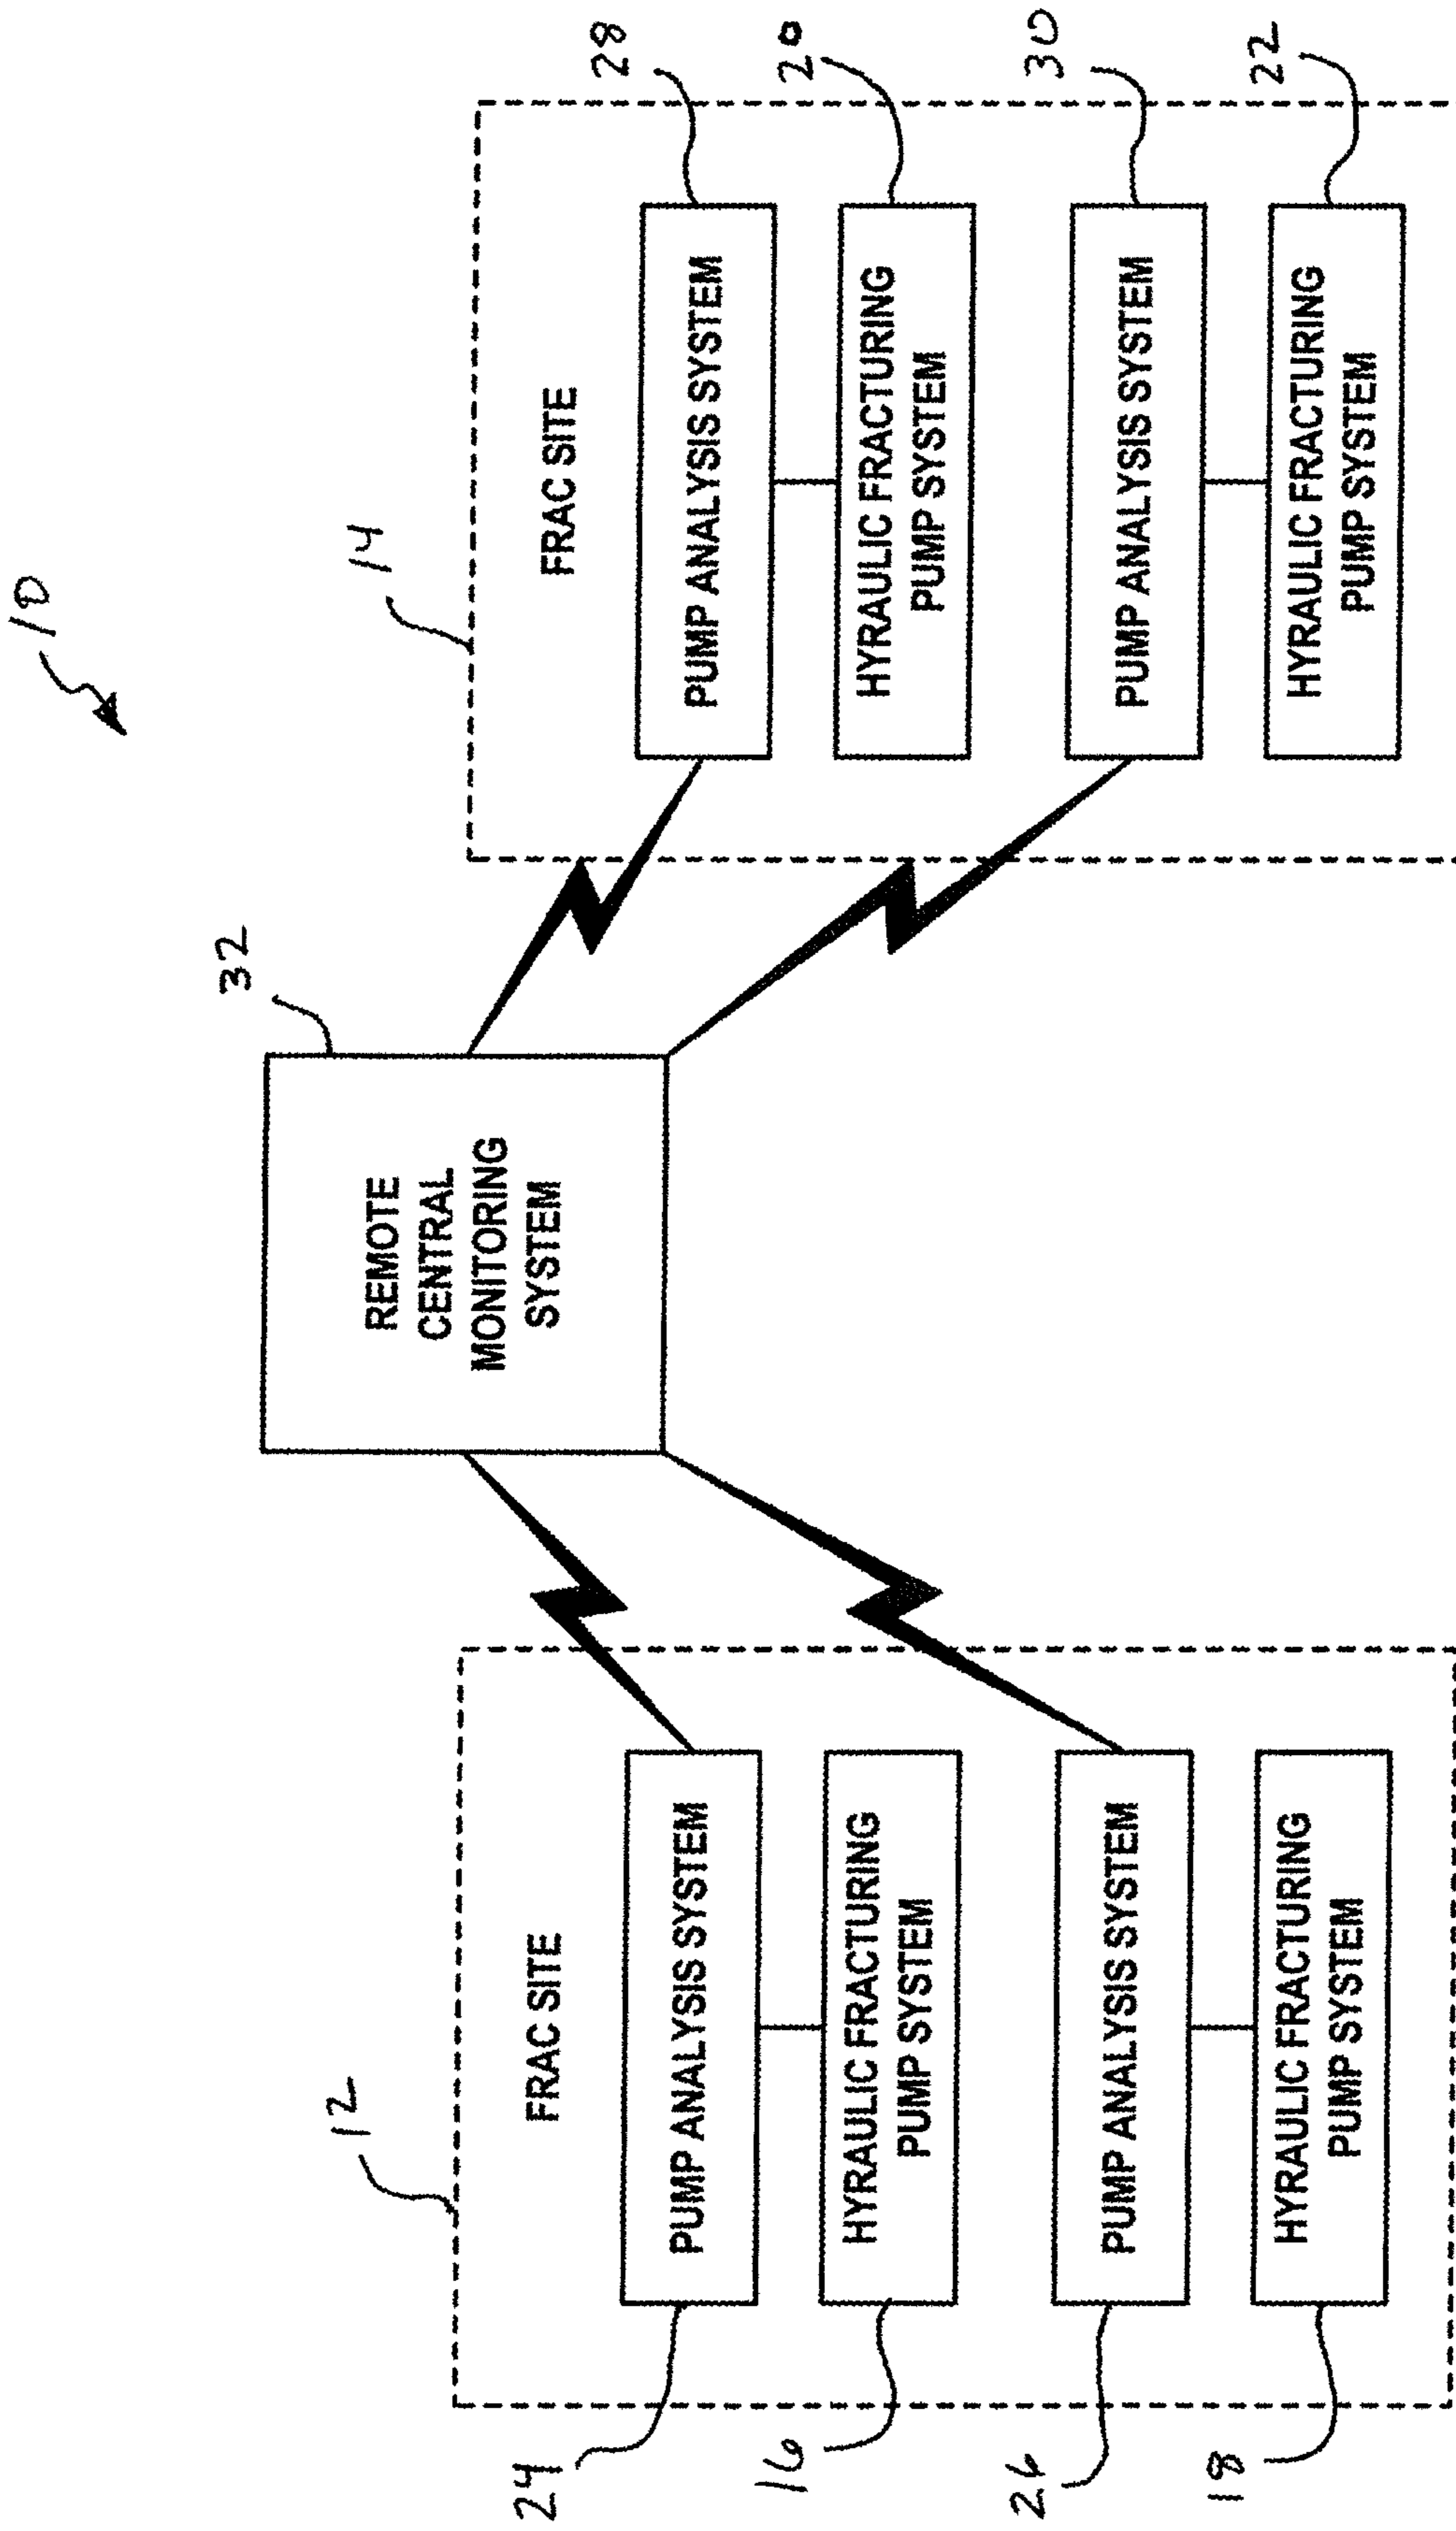 10
32
REMOTE
CENTRAL
MONITORING
SYSTEM
12
FRAC SITE
24
PUMP ANALYSIS SYSTEM
16
HYRAULIC FRACTURING
PUMP SYSTEM
26
PUMP ANALYSIS SYSTEM
18
HYRAULIC FRACTURING
PUMP SYSTEM
14
FRAC SITE
PUMP ANALYSIS SYSTEM
28
HYRAULIC FRACTURING
PUMP SYSTEM
20
PUMP ANALYSIS SYSTEM
30
HYRAULIC FRACTURING
PUMP SYSTEM
22